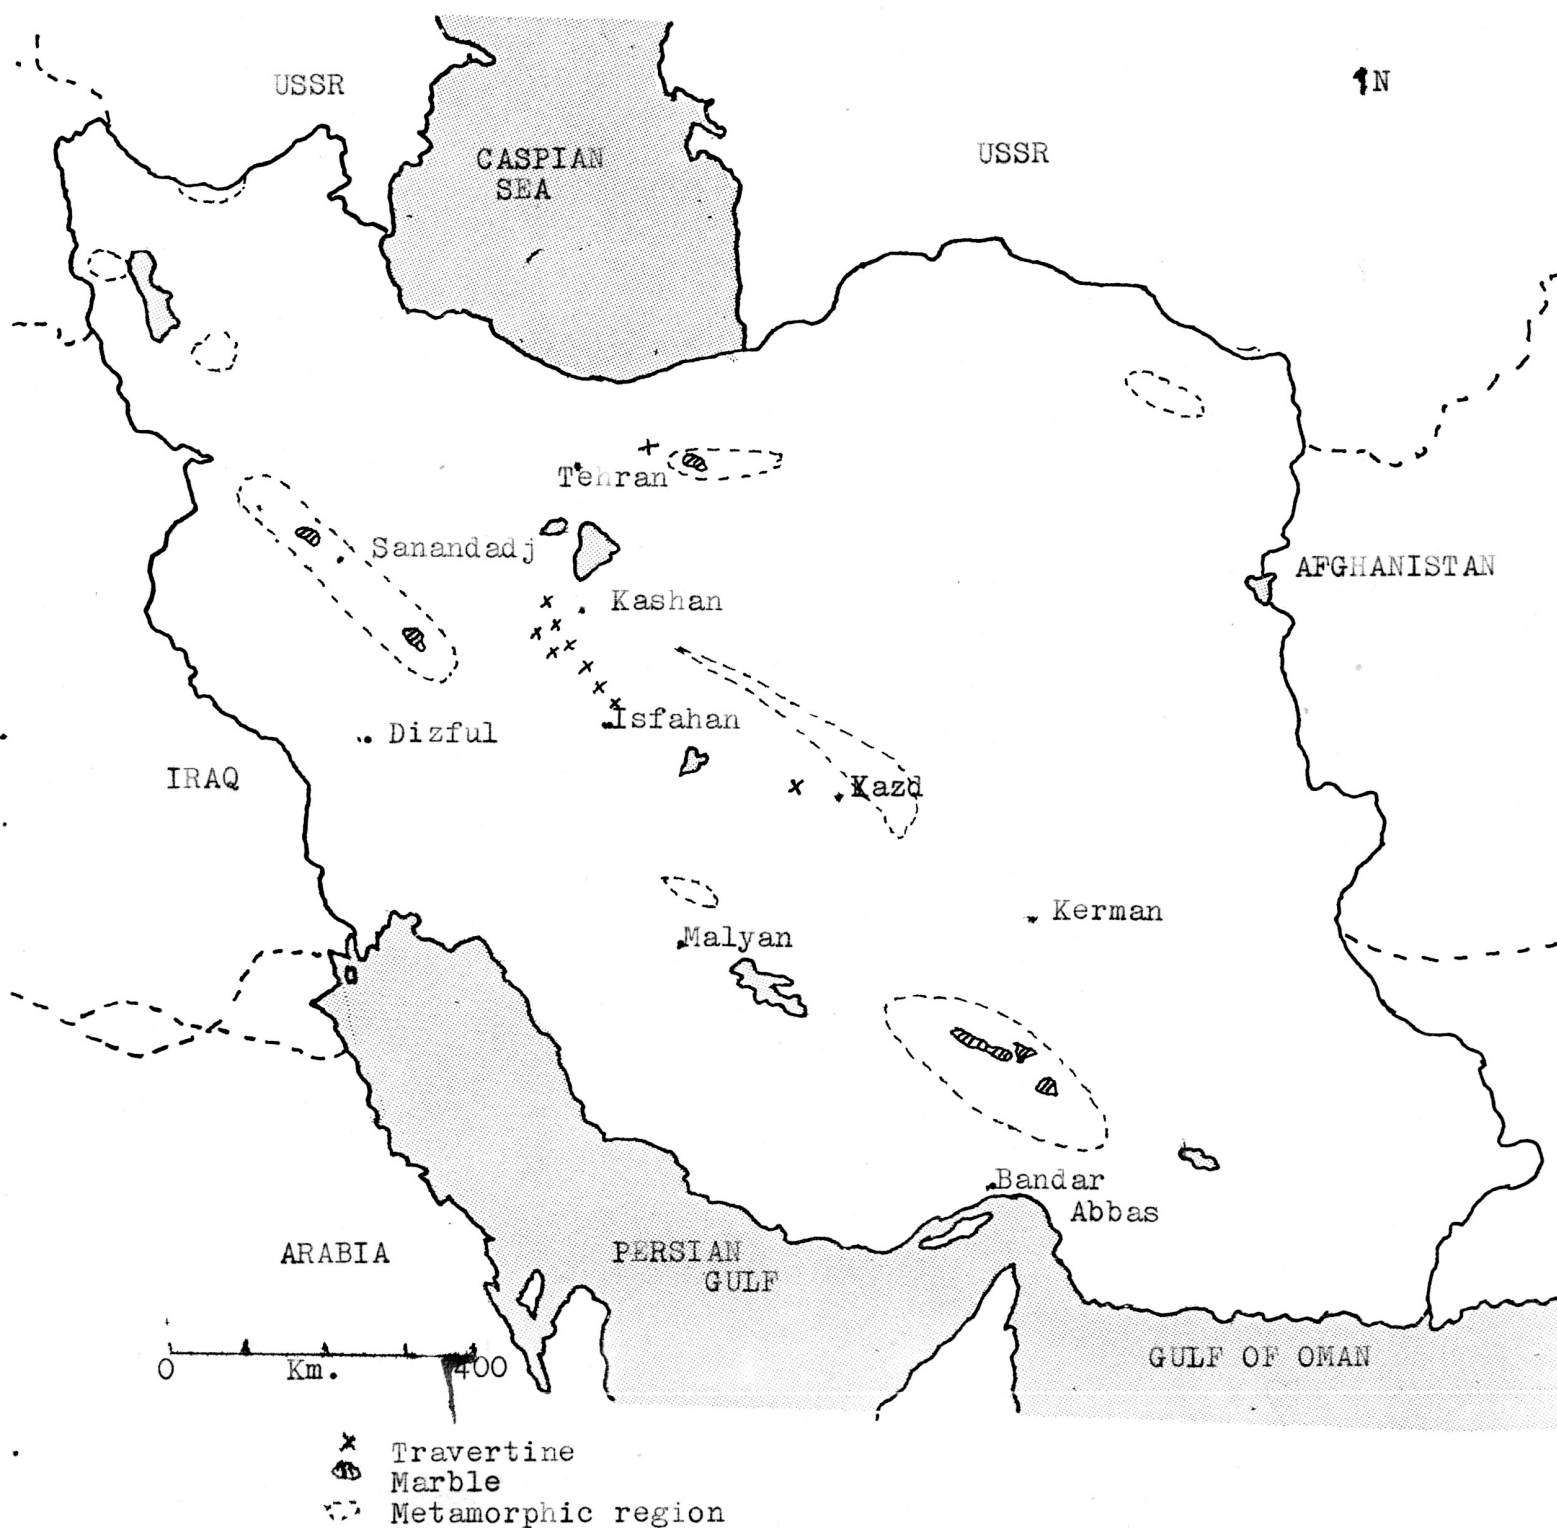 USSR
N
CASPIAN
SEA
USSR
Tehran
Sanandadj
AFGHANISTAN
Kashan
Isfahan
Dizful
IRAQ
Kerman
Malyan
Bandar
Abbas
ARABIA
PERSIAN
GULF
GULF OF OMAN
0
Km.
400
Travertine
Marble
Metamorphic region